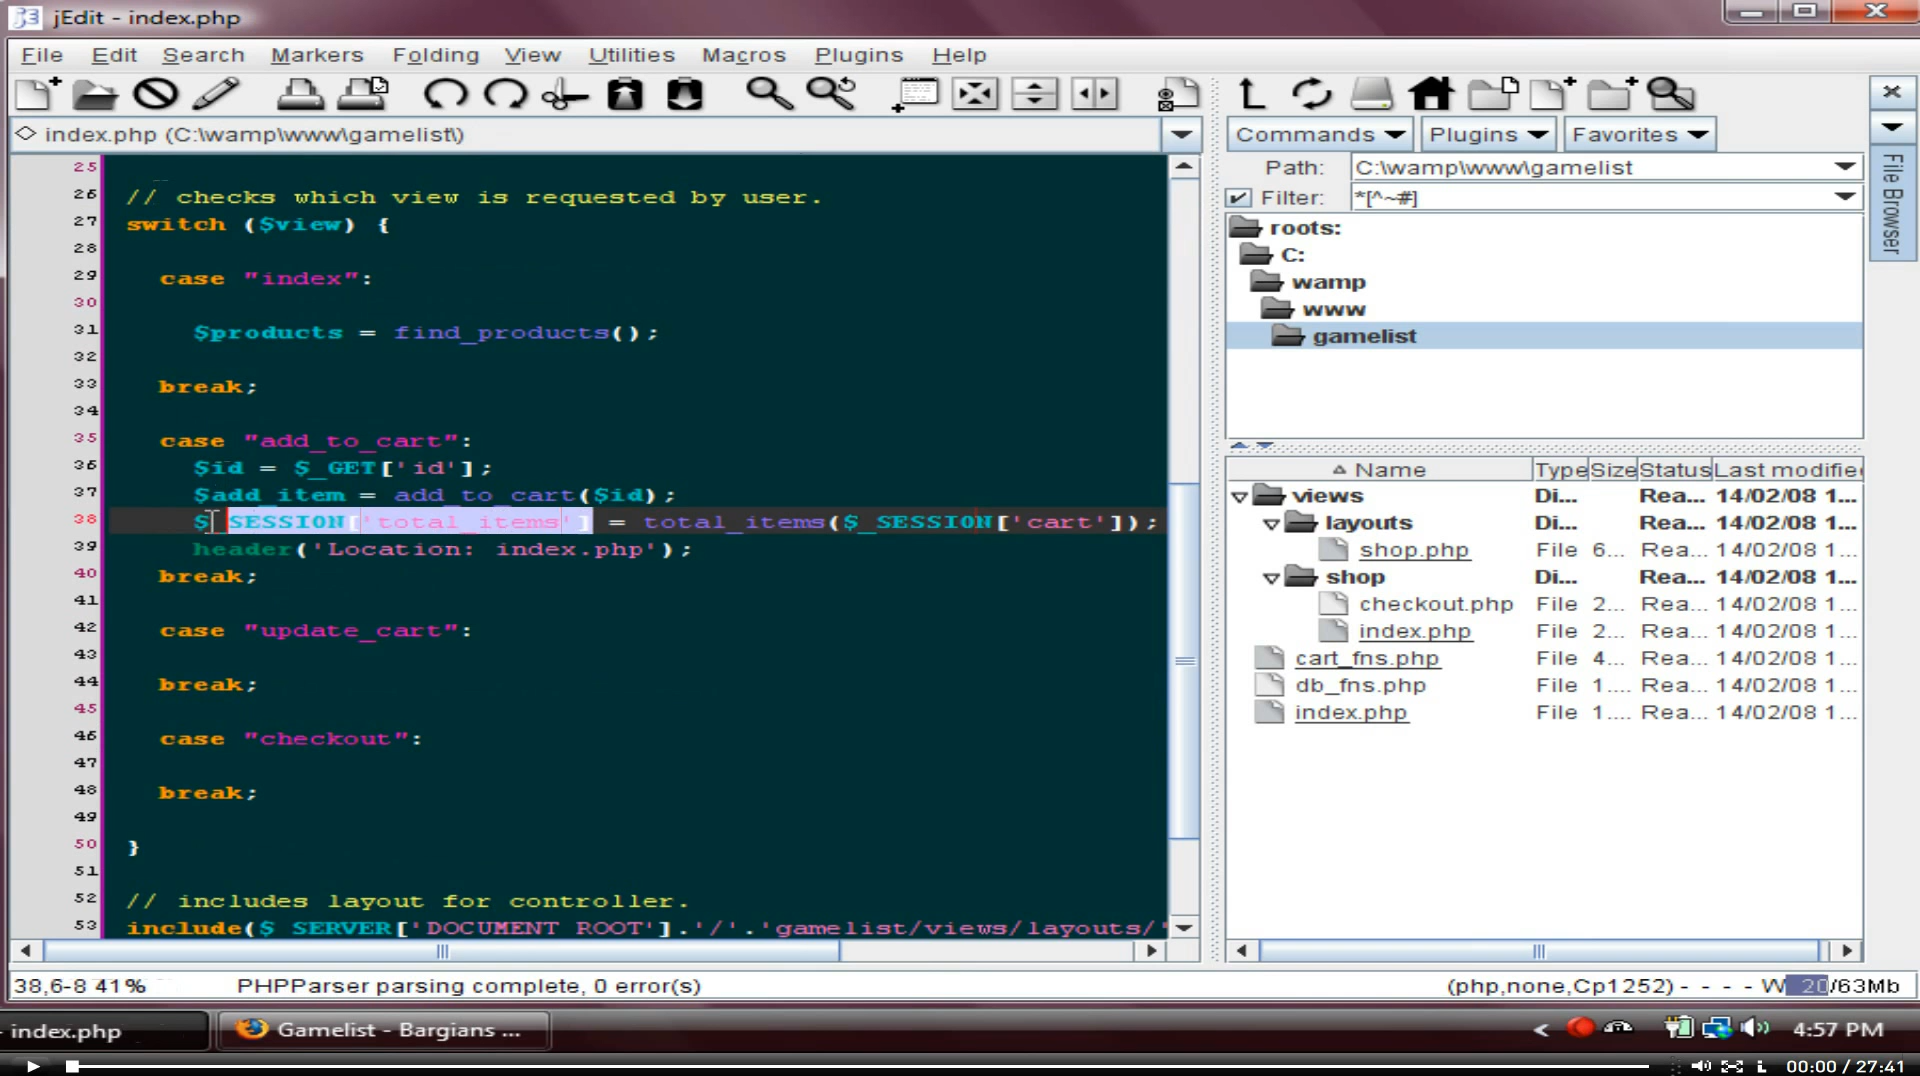 jEdit - index.php
File Edit Search Markers Folding View Utilities Macros Plugins Help
index.php (C:\wamp\www\gamelist\)
25
26 // checks which view is requested by user.
27 switch ($view) {
28
29 case "index":
30
31 $products = find_products();
32
33 break;
34
35 case "add_to_cart":
36 $id = $_GET['id'];
37 $add_item = add_to_cart($id);
38 $_SESSION['total_items'] = total_items($_SESSION['cart']);
39 header('Location: index.php');
40 break;
41
42 case "update_cart":
43
44 break;
45
46 case "checkout":
47
48 break;
49
50 }
51
52 // includes layout for controller.
53 include($_SERVER['DOCUMENT_ROOT'].'/'.'gamelist/views/layouts/'
38,6-8 41% PHPParser parsing complete, 0 error(s)
Commands Plugins Favorites
Path: C:\wamp\www\gamelist
Filter: *[^~#]
roots:
C:
wamp
www
gamelist
File Browser
Name Type Size Status Last modifie
views Di... Rea... 14/02/08 1...
layouts Di... Rea... 14/02/08 1...
shop.php File 6... Rea... 14/02/08 1...
shop Di... Rea... 14/02/08 1...
checkout.php File 2... Rea... 14/02/08 1...
index.php File 2... Rea... 14/02/08 1...
cart_fns.php File 4... Rea... 14/02/08 1...
db_fns.php File 1.... Rea... 14/02/08 1...
index.php File 1.... Rea... 14/02/08 1...
(php,none,Cp1252) - - - - W 20/63Mb
- index.php Gamelist - Bargians ... < 4:57 PM
00:00 / 27:41